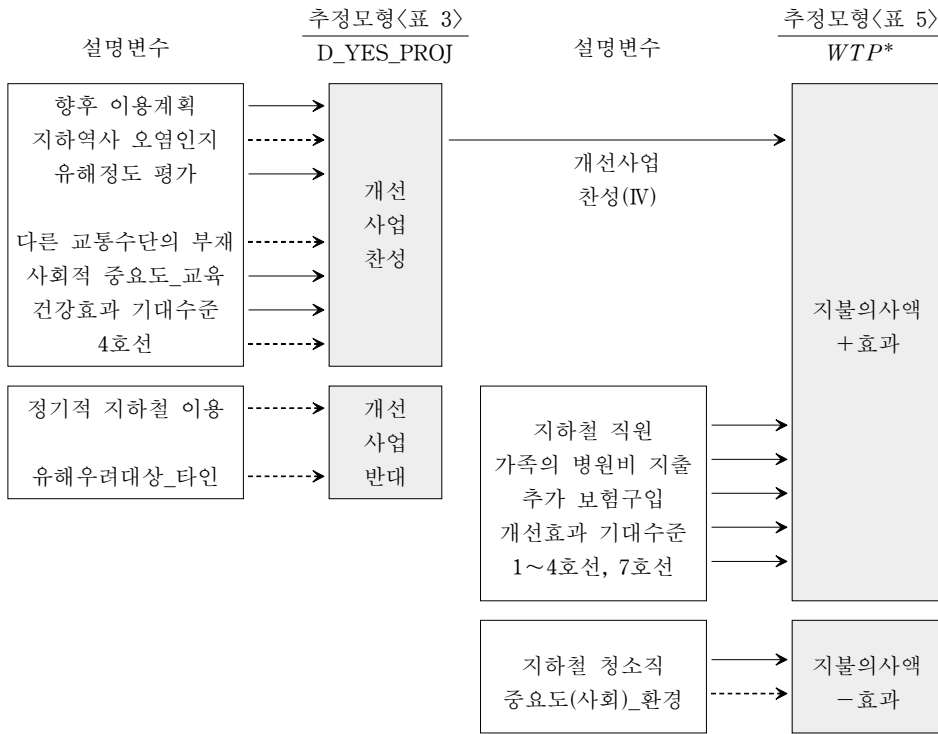 추정모형〈표 3〉
추정모형〈표 5〉
설명변수
D_YES_PROJ
설명변수
WTP*
향후 이용계획
지하역사 오염인지
유해정도 평가
다른 교통수단의 부재
사회적 중요도_교육
건강효과 기대수준
4호선
개선
사업
찬성
개선사업
찬성(Ⅳ)
지불의사액
+효과
정기적 지하철 이용
유해우려대상_타인
개선
사업
반대
지하철 직원
가족의 병원비 지출
추가 보험구입
개선효과 기대수준
1～4호선, 7호선
지하철 청소직
중요도(사회)_환경
지불의사액
－효과